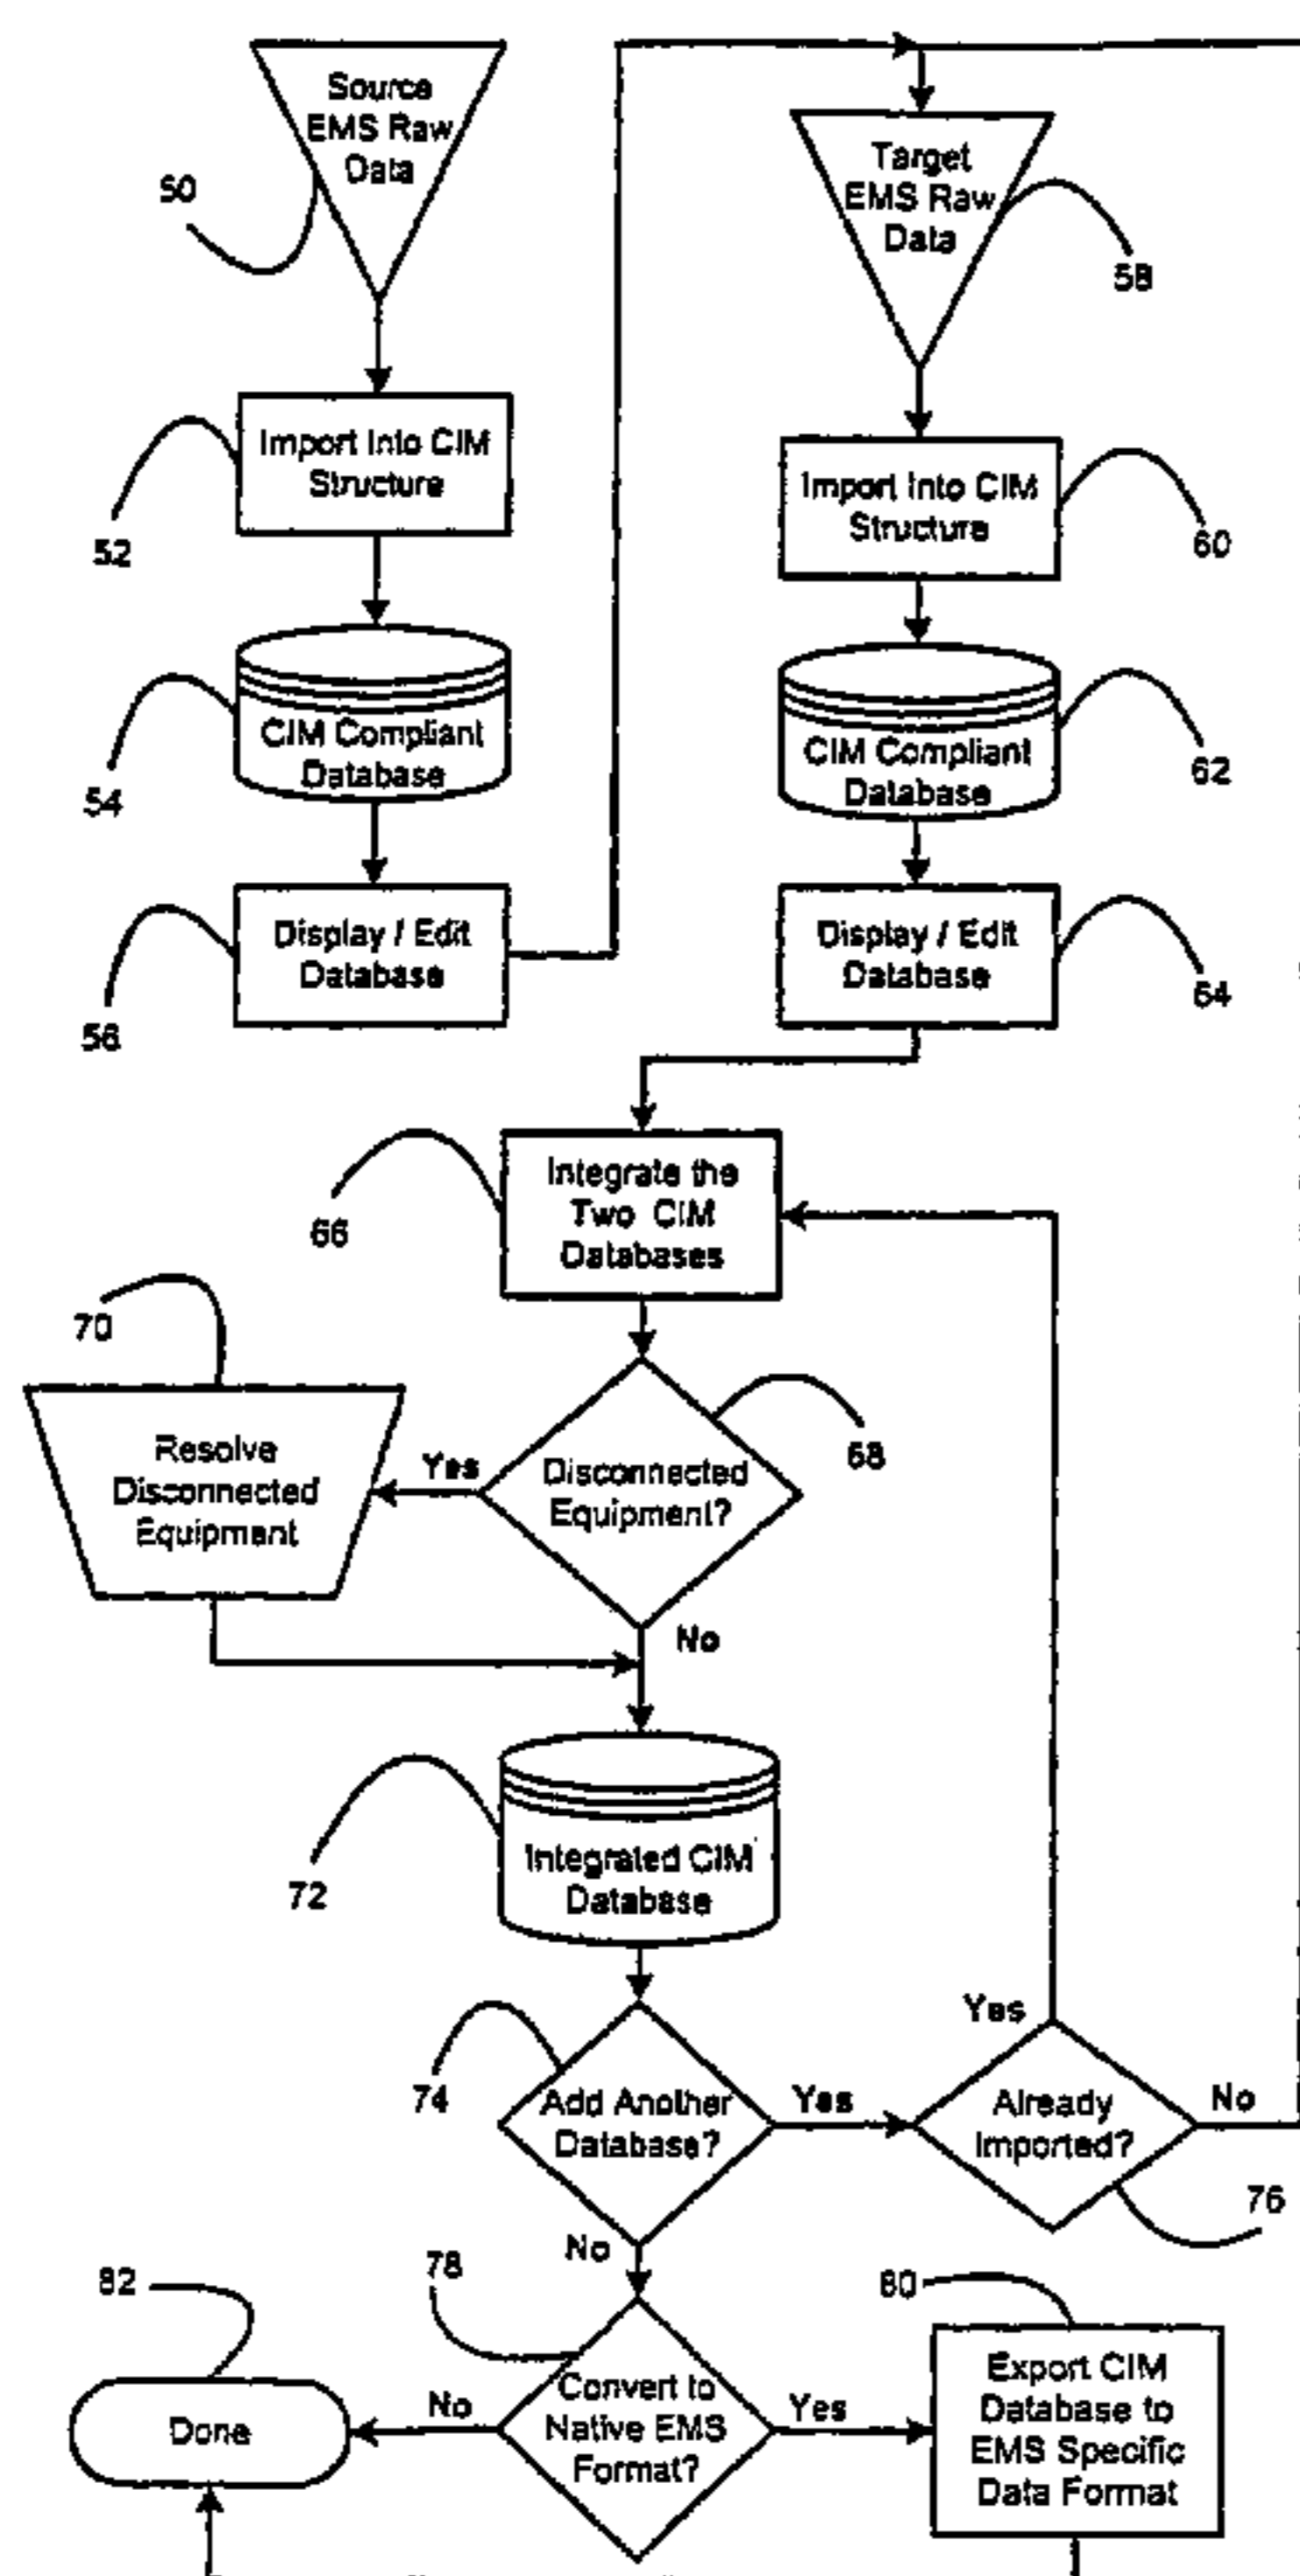 Source
EMS Raw
Data
50
Import Into CIM
Structure
52
CIM Compliant
Database
54
Display / Edit
Database
56
Target
EMS Raw
Data
58
Import Into CIM
Structure
60
CIM Compliant
Database
62
Display / Edit
Database
64
Integrate the
Two CIM
Databases
66
70
Resolve
Disconnected
Equipment
Yes
Disconnected
Equipment?
68
No
Integrated CIM
Database
72
74
Add Another
Database?
Yes
Yes
Already
Imported?
No
76
No
78
82
Done
No
Convert to
Native EMS
Format?
Yes
80
Export CIM
Database to
EMS Specific
Data Format